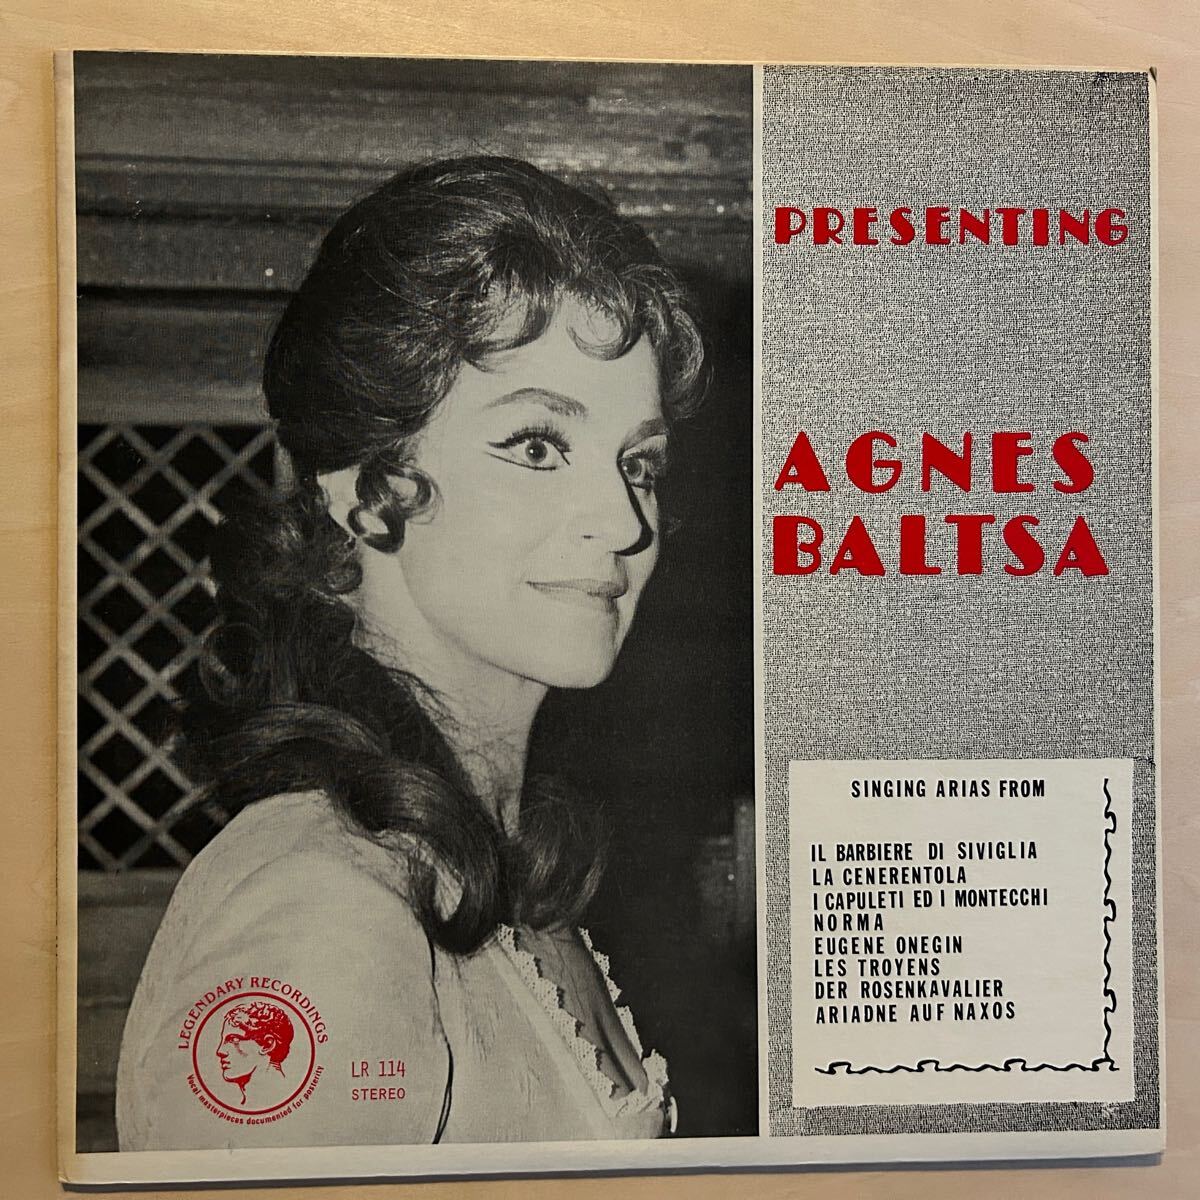 PRESENTING
AGNES
BALTSA
SINGING ARIAS FROM
IL BARBIERE DI SIVIGLIA
LA CENERENTOLA
I CAPULETI ED I MONTECCHI
NORMA
EUGENE ONEGIN
LES TROYENS
DER ROSENKAVALIER
ARIADNE AUF NAXOS
LEGENDARY RECORDINGS
Vocal masterpieces documented for posterity
LR 114
STEREO